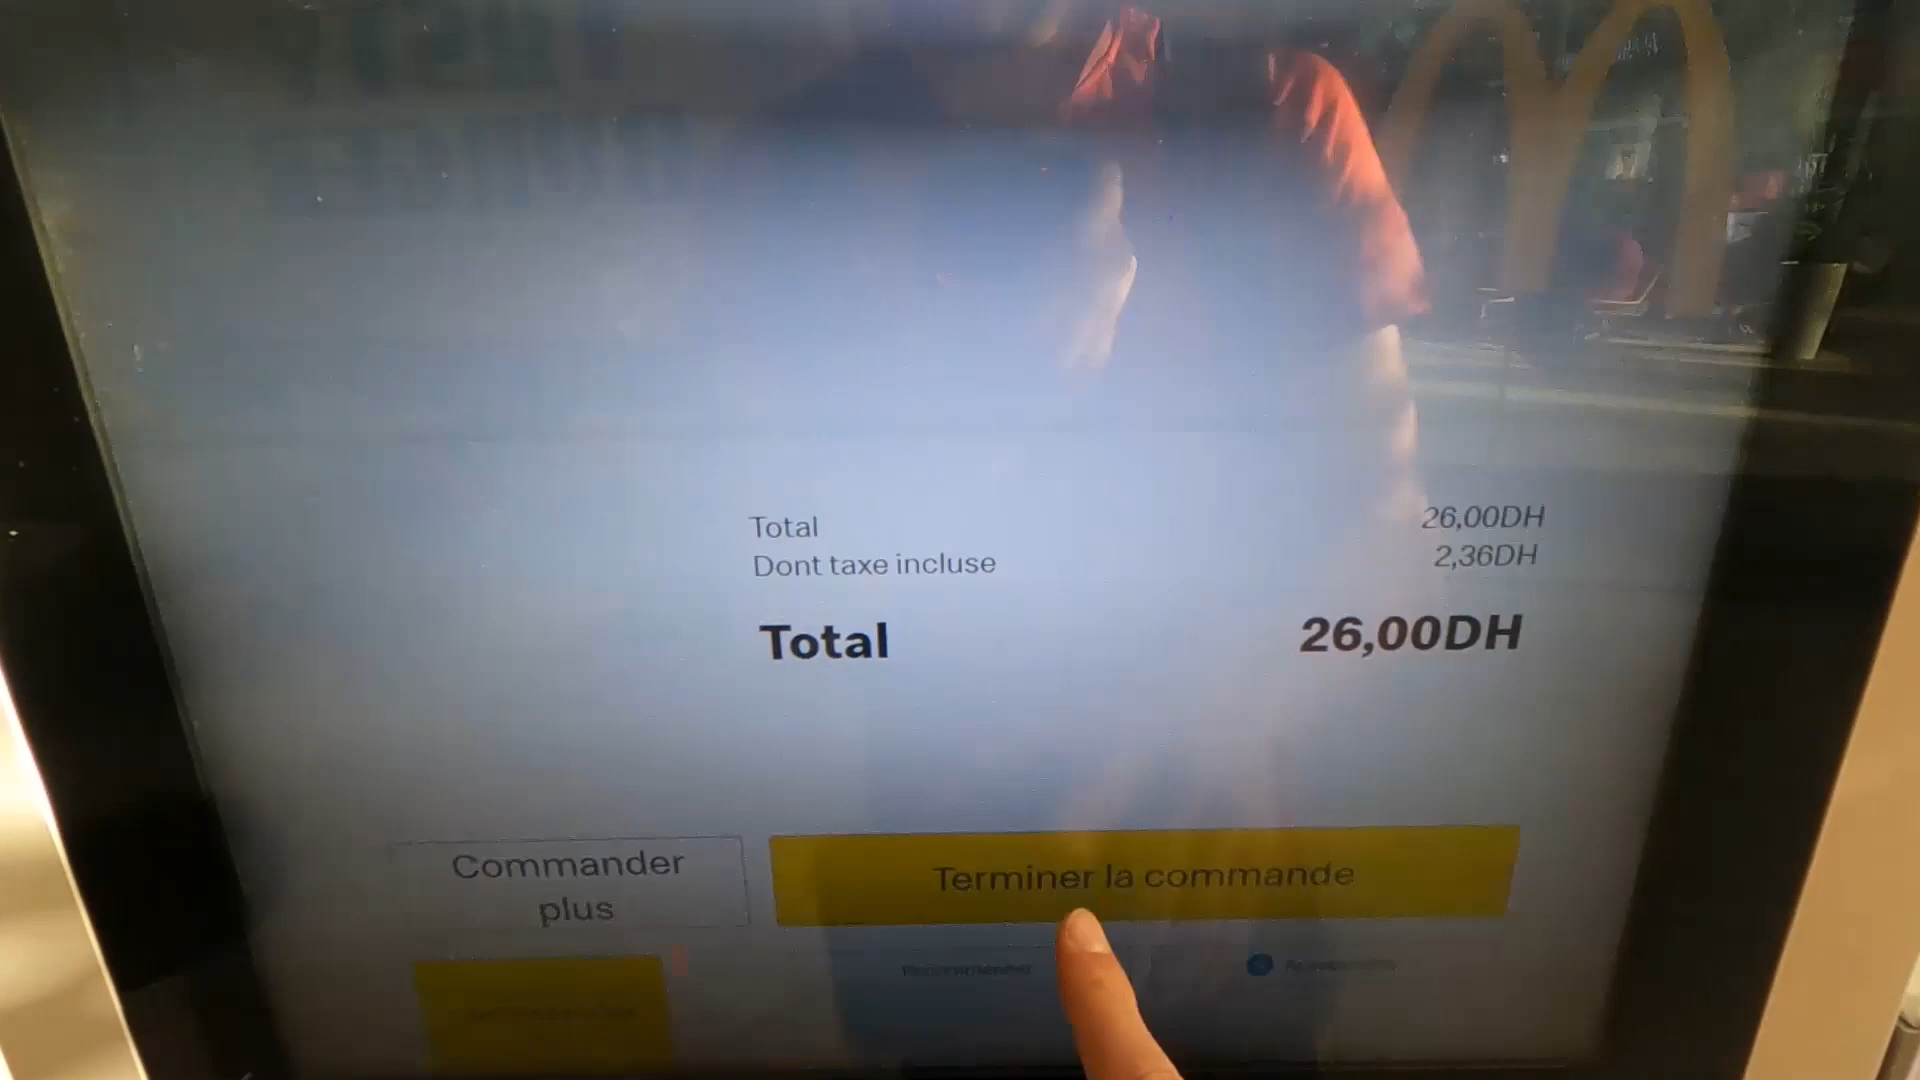 Total 26,00DH
Dont taxe incluse 2,36DH
Total 26,00DH
Commander
plus
Terminer la commande